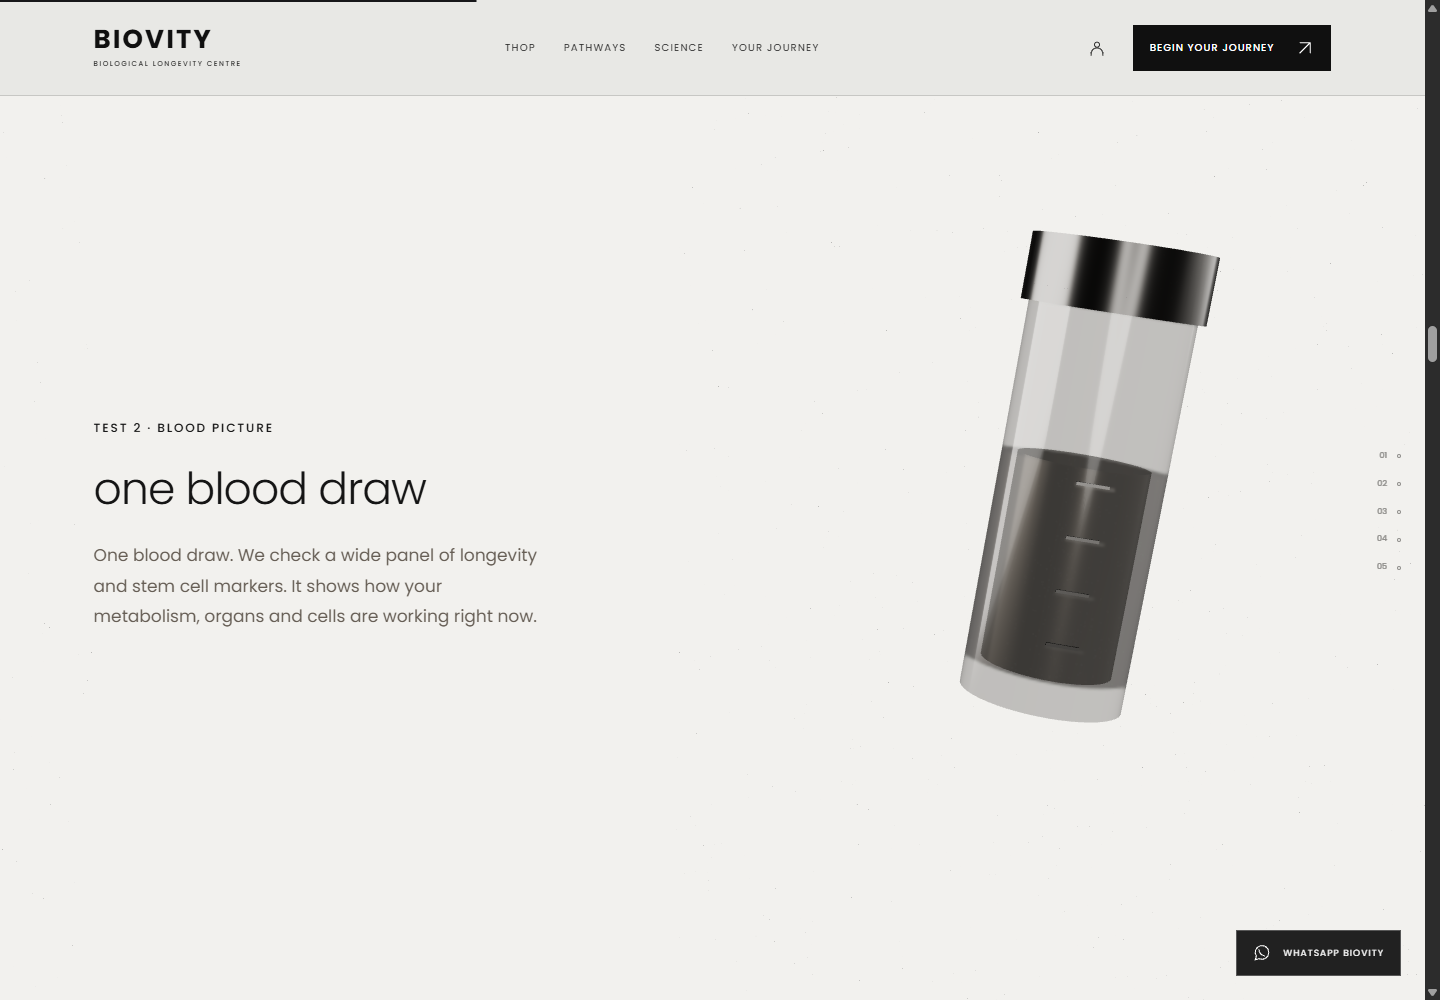 BIOVITY
BIOLOGICAL LONGEVITY CENTRE
THOP
PATHWAYS
SCIENCE
YOUR JOURNEY
BEGIN YOUR JOURNEY
TEST 2 · BLOOD PICTURE
one blood draw
One blood draw. We check a wide panel of longevity
and stem cell markers. It shows how your
metabolism, organs and cells are working right now.
01
02
03
04
05
WHATSAPP BIOVITY